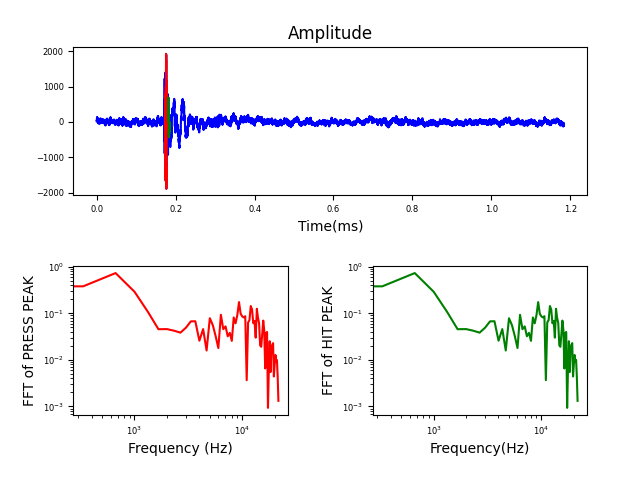 Amplitude
2000
1000
0
−1000
−2000
0.0 0.2 0.4 0.6 0.8 1.0 1.2
Time(ms)
FFT of PRESS PEAK
10⁰
10⁻¹
10⁻²
10⁻³
10³ 10⁴
Frequency (Hz)
FFT of HIT PEAK
10⁰
10⁻¹
10⁻²
10⁻³
10³ 10⁴
Frequency(Hz)